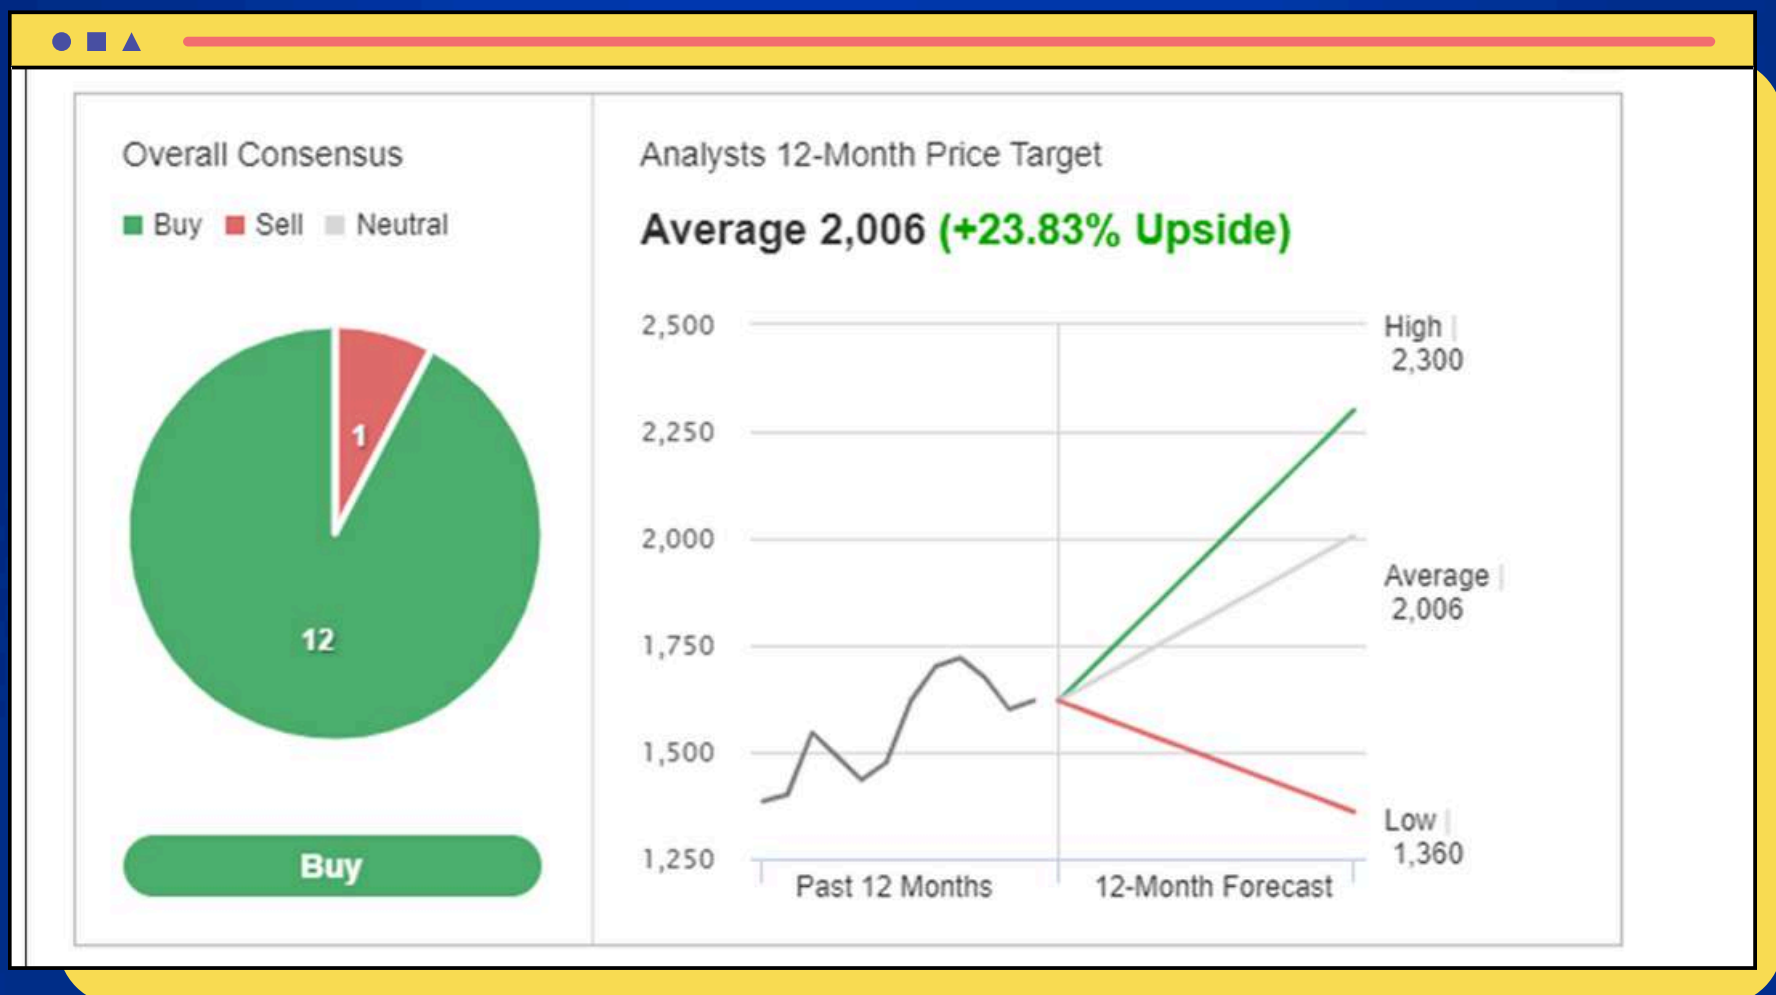 Overall Consensus
Buy Sell Neutral
1
12
Buy
Analysts 12-Month Price Target
Average 2,006 (+23.83% Upside)
2,500
2,250
2,000
1,750
1,500
1,250
High
2,300
Average
2,006
Low
1,360
Past 12 Months 12-Month Forecast